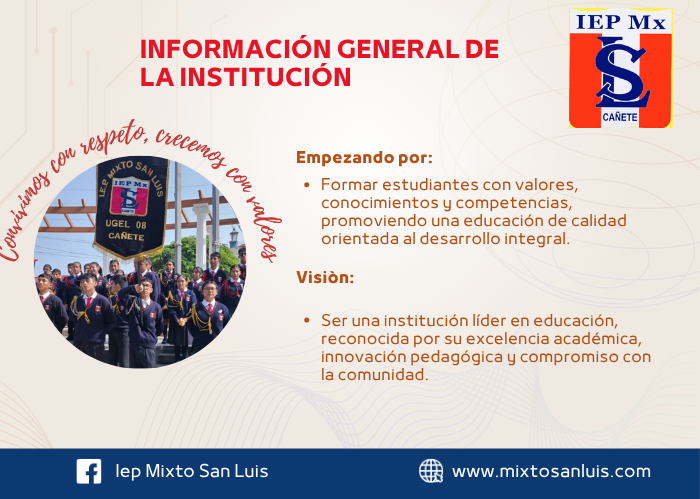 INFORMACIÓN GENERAL DE
LA INSTITUCIÓN
IEP Mx
LS
CAÑETE
Convivimos con respeto, crecemos con valores
I.E.P. MIXTO SAN LUIS
IEP Mx
LS
UGEL 08
CAÑETE
Empezando por:
• Formar estudiantes con valores,
conocimientos y competencias,
promoviendo una educación de calidad
orientada al desarrollo integral.
Visiòn:
• Ser una institución líder en educación,
reconocida por su excelencia académica,
innovación pedagógica y compromiso con
la comunidad.
Iep Mixto San Luis
www.mixtosanluis.com